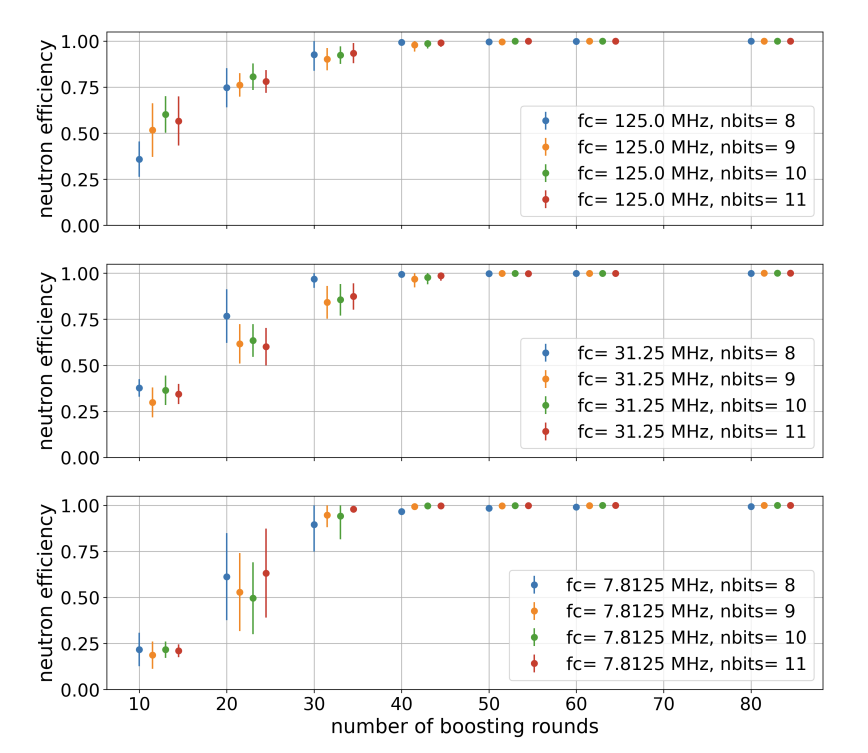 neutron efficiency
1.00
0.75
0.50
0.25
0.00
fc= 125.0 MHz, nbits= 8
fc= 125.0 MHz, nbits= 9
fc= 125.0 MHz, nbits= 10
fc= 125.0 MHz, nbits= 11
neutron efficiency
1.00
0.75
0.50
0.25
0.00
fc= 31.25 MHz, nbits= 8
fc= 31.25 MHz, nbits= 9
fc= 31.25 MHz, nbits= 10
fc= 31.25 MHz, nbits= 11
neutron efficiency
1.00
0.75
0.50
0.25
0.00
fc= 7.8125 MHz, nbits= 8
fc= 7.8125 MHz, nbits= 9
fc= 7.8125 MHz, nbits= 10
fc= 7.8125 MHz, nbits= 11
10 20 30 40 50 60 70 80
number of boosting rounds